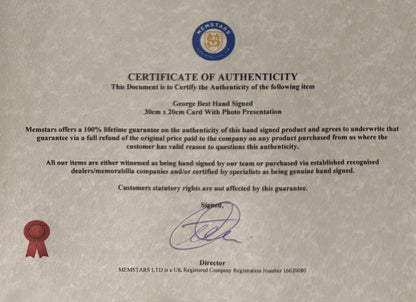 MEMSTARS
CERTIFICATE OF AUTHENTICITY
This Document is to Certify the Authenticity of the following item
George Best Hand Signed
30cm x 20cm Card With Photo Presentation
Memstars offers a 100% lifetime guarantee on the authenticity of this hand signed product and agrees to underwrite that
guarantee via a full refund of the original price paid to the company on any product purchased from us where the
customer has valid reason to questions this authenticity.
All our items are either witnessed as being hand signed by our team or purchased via established recognised
dealers/memorabilia companies and/or certified by specialists as being genuine hand signed.
Customers statutory rights are not affected by this guarantee.
Signed,
Director
MEMSTARS LTD is a UK Registered Company Registration Number 16620080